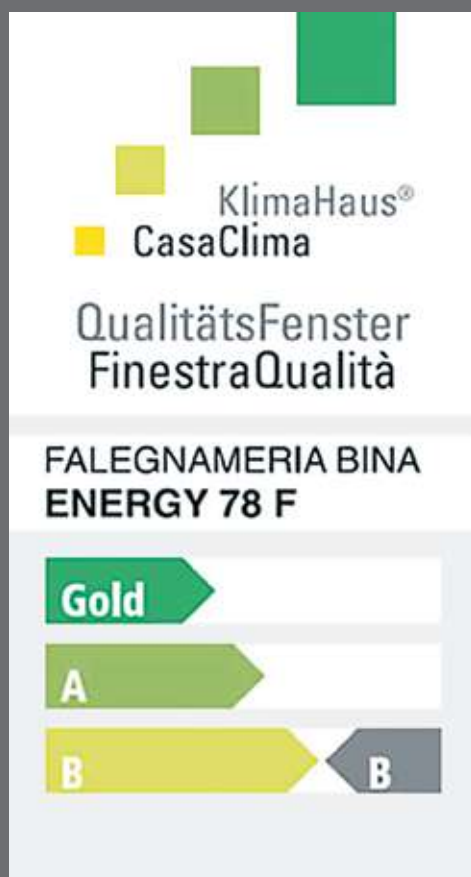 KlimaHaus®
CasaClima
QualitätsFenster
FinestraQualità
FALEGNAMERIA BINA
ENERGY 78 F
Gold
A
B B